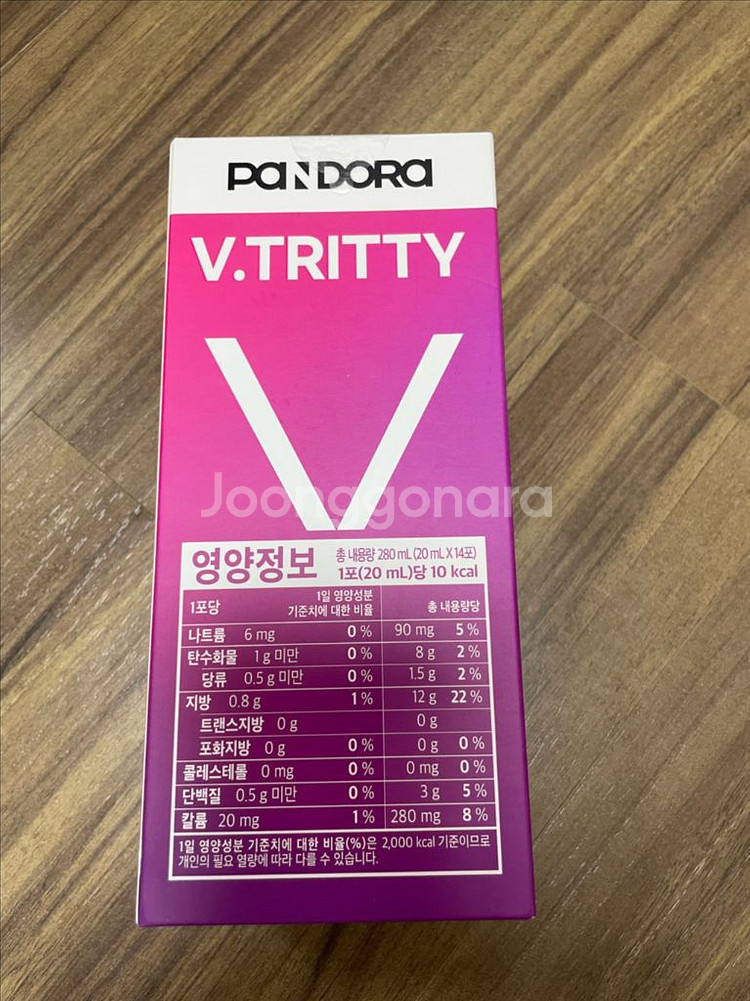 PANDORA
V.TRITTY
V
Joonggonara
영양정보 총 내용량 280 mL (20 mL X 14포)
1포(20 mL)당 10 kcal
1포당 1일 영양성분 기준치에 대한 비율 총 내용량당
나트륨 6 mg 0 % 90 mg 5 %
탄수화물 1 g 미만 0 % 8 g 2 %
당류 0.5 g 미만 0 % 1.5 g 2 %
지방 0.8 g 1 % 12 g 22 %
트랜스지방 0 g 0 g
포화지방 0 g 0 % 0 g 0 %
콜레스테롤 0 mg 0 % 0 mg 0 %
단백질 0.5 g 미만 0 % 3 g 5 %
칼륨 20 mg 1 % 280 mg 8 %
1일 영양성분 기준치에 대한 비율(%)은 2,000 kcal 기준이므로
개인의 필요 열량에 따라 다를 수 있습니다.